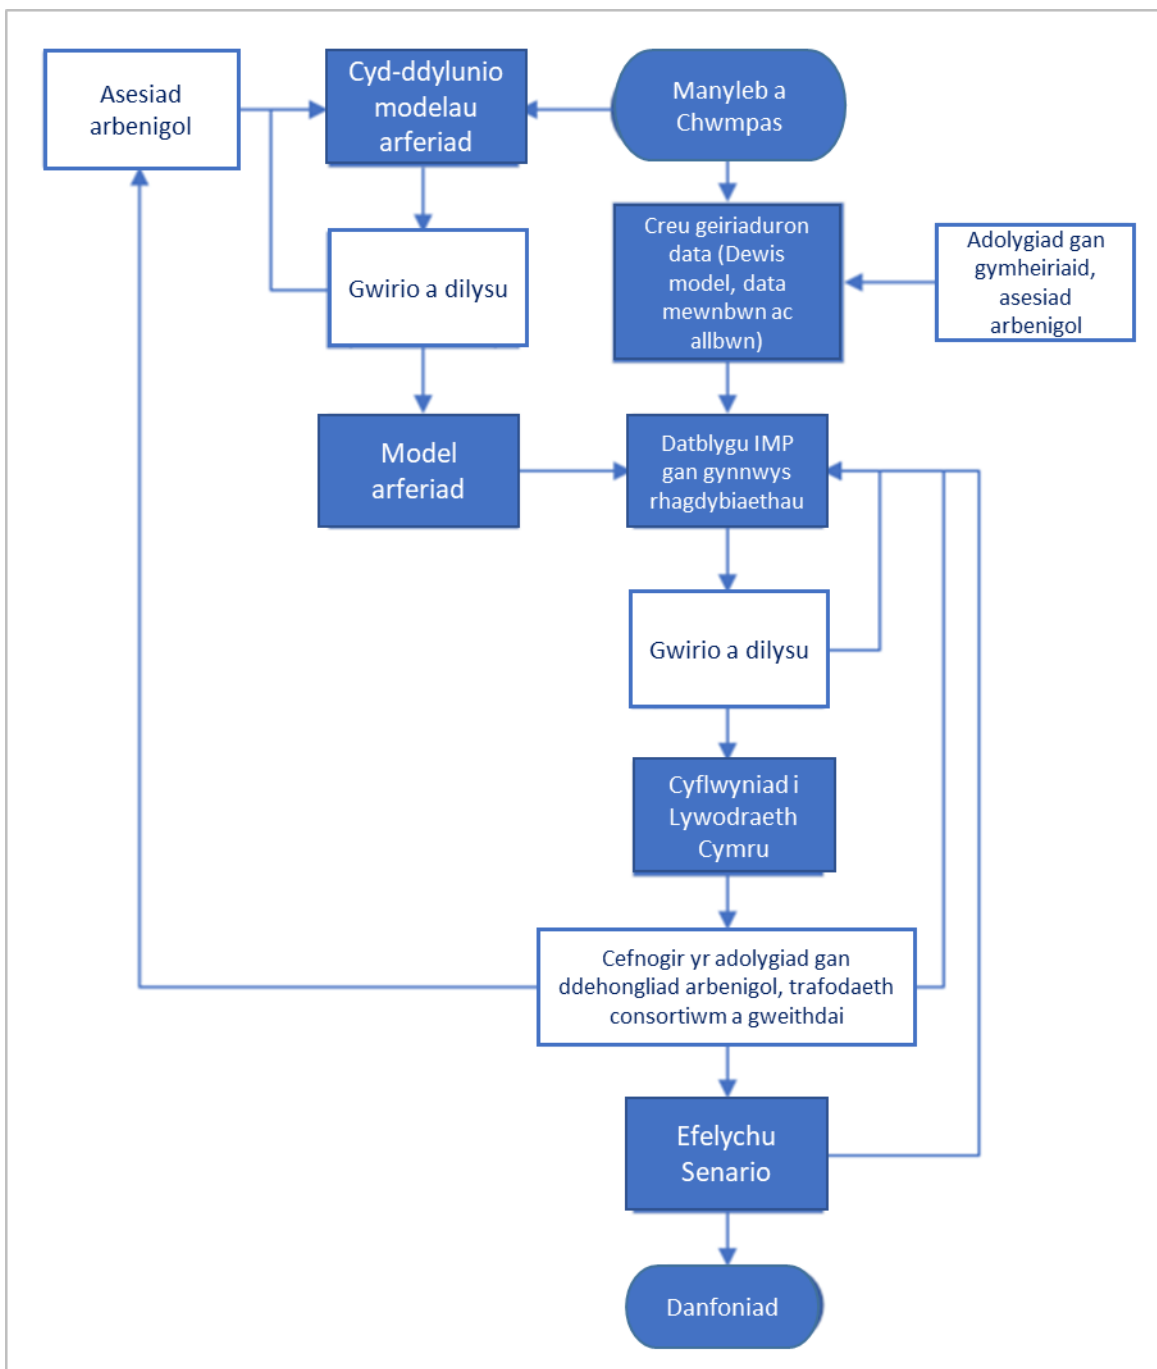 Asesiad
arbenigol
Cyd-ddylunio
modelau
arferiad
Manyleb a
Chwmpas
Gwirio a dilysu
Creu geiriaduron
data (Dewis
model, data
mewnbwn ac
allbwn)
Adolygiad gan
gymheiriaid,
asesiad
arbenigol
Model
arferiad
Datblygu IMP
gan gynnwys
rhagdybiaethau
Gwirio a dilysu
Cyflwyniad i
Lywodraeth
Cymru
Cefnogir yr adolygiad gan
ddehongliad arbenigol, trafodaeth
consortiwm a gweithdai
Efelychu
Senario
Danfoniad